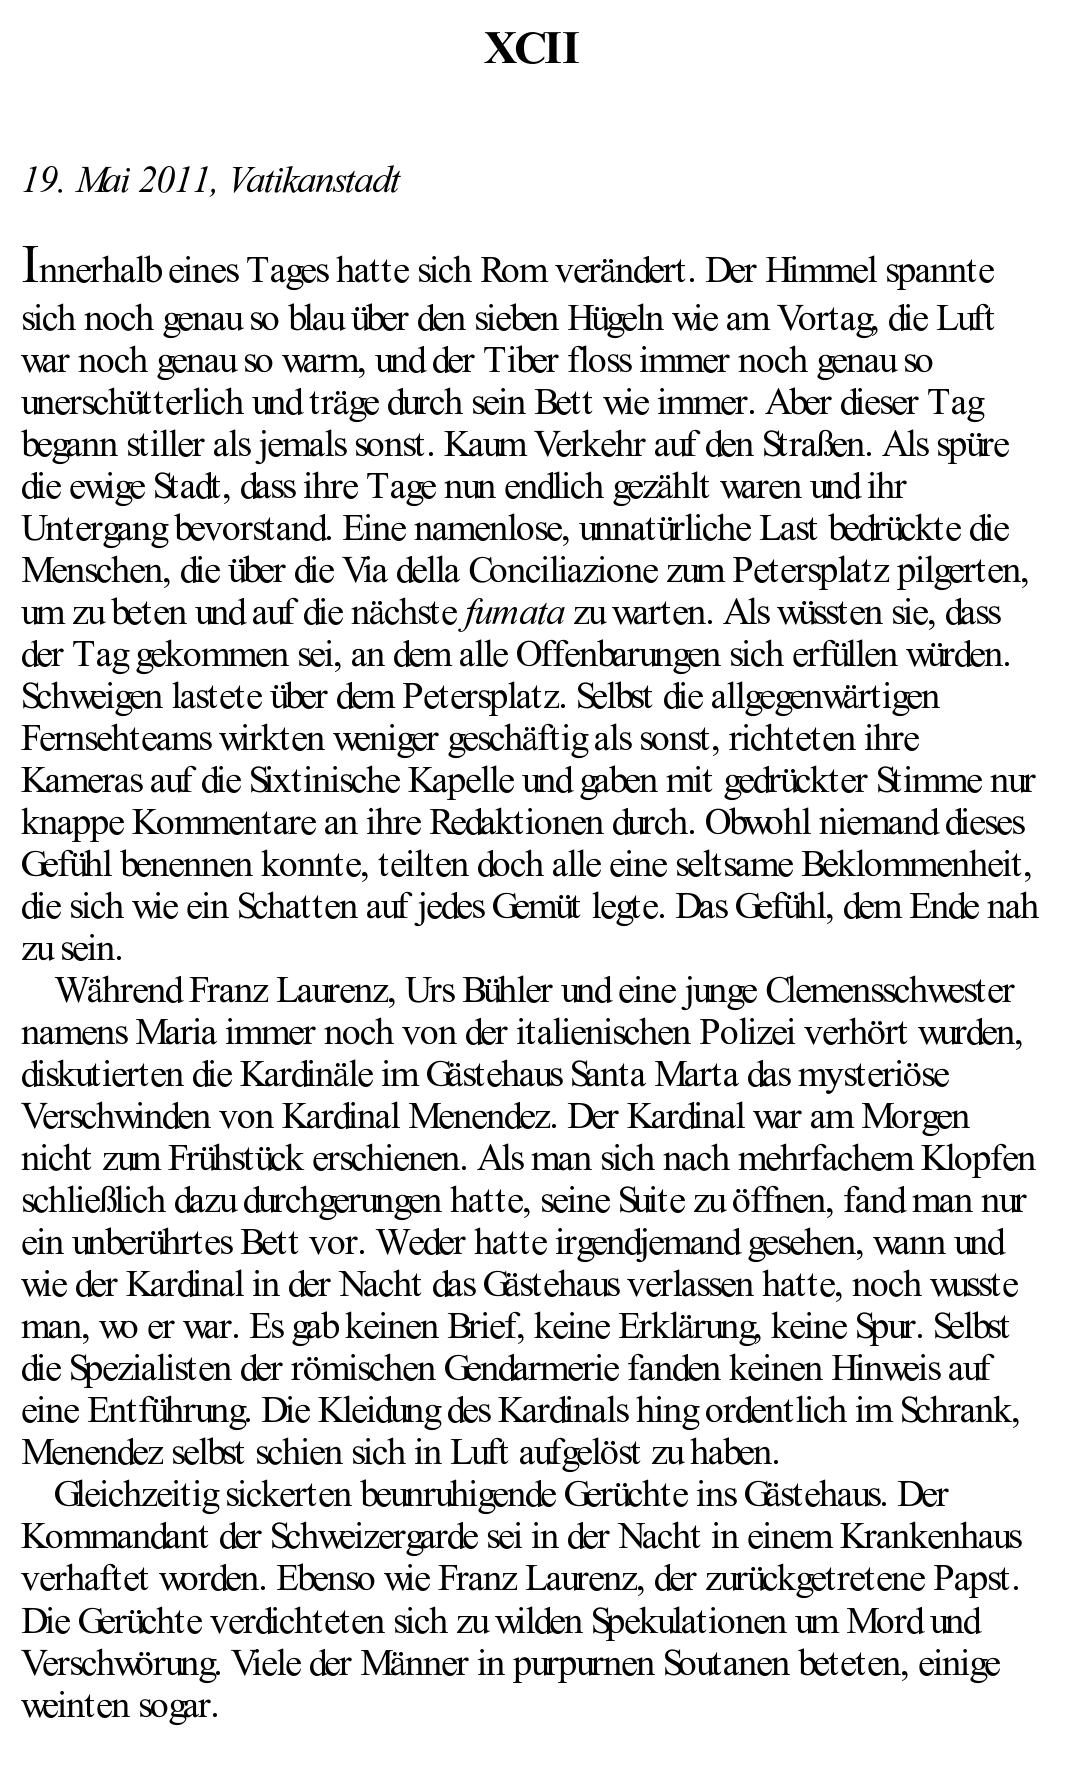 XCII
19. Mai 2011, Vatikanstadt
Innerhalb eines Tages hatte sich Rom verändert. Der Himmel spannte
sich noch genau so blau über den sieben Hügeln wie am Vortag, die Luft
war noch genau so warm, und der Tiber floss immer noch genau so
unerschütterlich und träge durch sein Bett wie immer. Aber dieser Tag
begann stiller als jemals sonst. Kaum Verkehr auf den Straßen. Als spüre
die ewige Stadt, dass ihre Tage nun endlich gezählt waren und ihr
Untergang bevorstand. Eine namenlose, unnatürliche Last bedrückte die
Menschen, die über die Via della Conciliazione zum Petersplatz pilgerten,
um zu beten und auf die nächste fumata zu warten. Als wüssten sie, dass
der Tag gekommen sei, an dem alle Offenbarungen sich erfüllen würden.
Schweigen lastete über dem Petersplatz. Selbst die allgegenwärtigen
Fernsehteams wirkten weniger geschäftig als sonst, richteten ihre
Kameras auf die Sixtinische Kapelle und gaben mit gedrückter Stimme nur
knappe Kommentare an ihre Redaktionen durch. Obwohl niemand dieses
Gefühl benennen konnte, teilten doch alle eine seltsame Beklommenheit,
die sich wie ein Schatten auf jedes Gemüt legte. Das Gefühl, dem Ende nah
zu sein.
Während Franz Laurenz, Urs Bühler und eine junge Clemensschwester
namens Maria immer noch von der italienischen Polizei verhört wurden,
diskutierten die Kardinäle im Gästehaus Santa Marta das mysteriöse
Verschwinden von Kardinal Menendez. Der Kardinal war am Morgen
nicht zum Frühstück erschienen. Als man sich nach mehrfachem Klopfen
schließlich dazu durchgerungen hatte, seine Suite zu öffnen, fand man nur
ein unberührtes Bett vor. Weder hatte irgendjemand gesehen, wann und
wie der Kardinal in der Nacht das Gästehaus verlassen hatte, noch wusste
man, wo er war. Es gab keinen Brief, keine Erklärung, keine Spur. Selbst
die Spezialisten der römischen Gendarmerie fanden keinen Hinweis auf
eine Entführung. Die Kleidung des Kardinals hing ordentlich im Schrank,
Menendez selbst schien sich in Luft aufgelöst zu haben.
Gleichzeitig sickerten beunruhigende Gerüchte ins Gästehaus. Der
Kommandant der Schweizergarde sei in der Nacht in einem Krankenhaus
verhaftet worden. Ebenso wie Franz Laurenz, der zurückgetretene Papst.
Die Gerüchte verdichteten sich zu wilden Spekulationen um Mord und
Verschwörung. Viele der Männer in purpurnen Soutanen beteten, einige
weinten sogar.